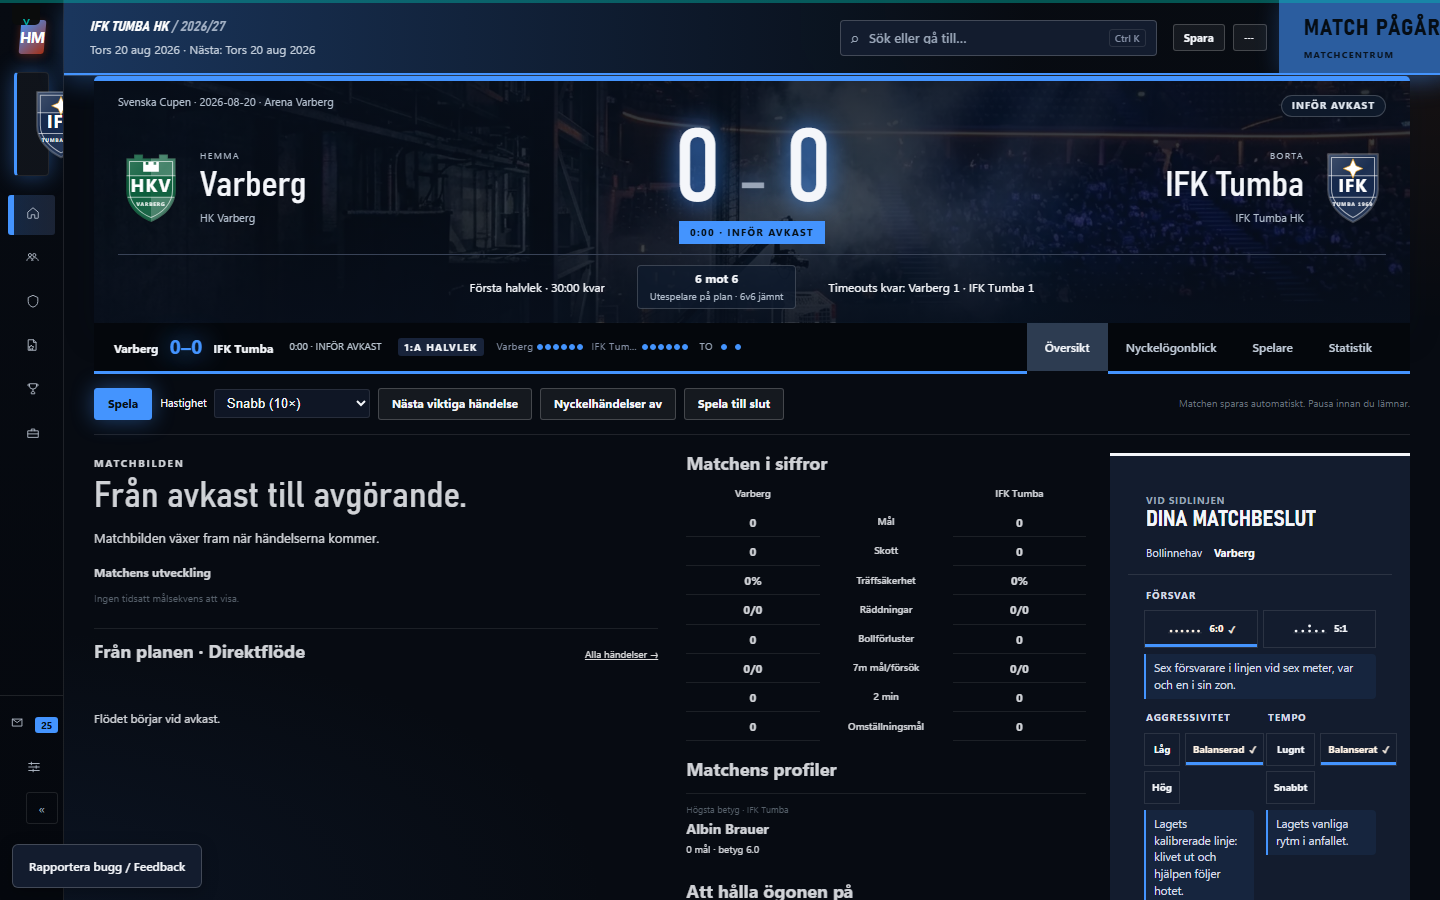 HM
IFK TUMBA HK / 2026/27
Tors 20 aug 2026 · Nästa: Tors 20 aug 2026
Sök eller gå till...
Ctrl K
Spara
---
MATCH PÅGÅR
MATCHCENTRUM
Svenska Cupen · 2026-08-20 · Arena Varberg
INFÖR AVKAST
HKV
VARBERG
HEMMA
Varberg
HK Varberg
0 – 0
0:00 · INFÖR AVKAST
BORTA
IFK Tumba
IFK Tumba HK
IFK
TUMBA 1968
Första halvlek · 30:00 kvar
6 mot 6
Utespelare på plan · 6v6 jämnt
Timeouts kvar: Varberg 1 · IFK Tumba 1
Varberg 0–0 IFK Tumba
0:00 · INFÖR AVKAST
1:A HALVLEK
Varberg
IFK Tum...
TO
Översikt
Nyckelögonblick
Spelare
Statistik
Spela
Hastighet
Snabb (10×)
Nästa viktiga händelse
Nyckelhändelser av
Spela till slut
Matchen sparas automatiskt. Pausa innan du lämnar.
MATCHBILDEN
Från avkast till avgörande.
Matchbilden växer fram när händelserna kommer.
Matchens utveckling
Ingen tidsatt målsekvens att visa.
Från planen · Direktflöde
Alla händelser →
Flödet börjar vid avkast.
Matchen i siffror
Varberg IFK Tumba
0 Mål 0
0 Skott 0
0% Träffsäkerhet 0%
0/0 Räddningar 0/0
0 Bollförluster 0
0/0 7m mål/försök 0/0
0 2 min 0
0 Omställningsmål 0
Matchens profiler
Högsta betyg · IFK Tumba
Albin Brauer
0 mål · betyg 6.0
Att hålla ögonen på
VID SIDLINJEN
DINA MATCHBESLUT
Bollinnehav Varberg
FÖRSVAR
6:0 ✓
5:1
Sex försvarare i linjen vid sex meter, var
och en i sin zon.
AGGRESSIVITET
Låg
Balanserad ✓
Hög
Lagets
kalibrerade linje:
klivet ut och
hjälpen följer
hotet.
TEMPO
Lugnt
Balanserat ✓
Snabbt
Lagets vanliga
rytm i anfallet.
25
«
Rapportera bugg / Feedback